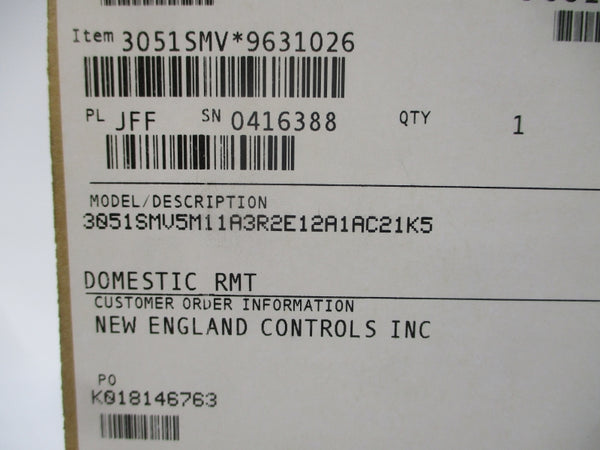 Item 3051SMV*9631026
PL JFF SN 0416388 QTY 1
MODEL/DESCRIPTION
3051SMV5M11A3R2E12A1AC21K5
DOMESTIC RMT
CUSTOMER ORDER INFORMATION
NEW ENGLAND CONTROLS INC
PO
K018146763